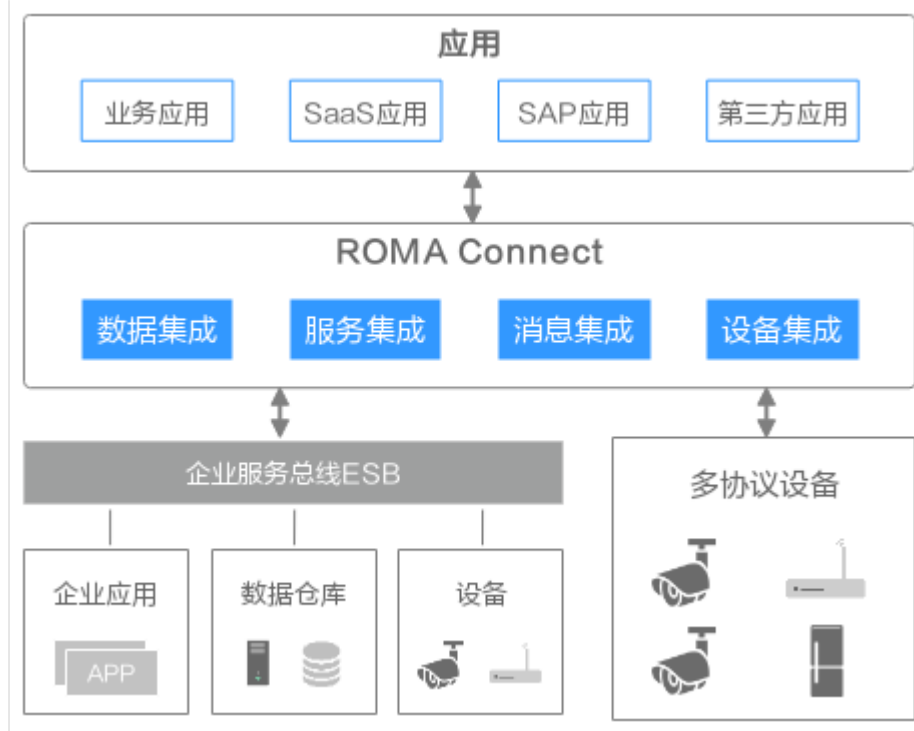 应用
业务应用
SaaS应用
SAP应用
第三方应用
ROMA Connect
数据集成
服务集成
消息集成
设备集成
企业服务总线ESB
多协议设备
企业应用
数据仓库
设备
APP